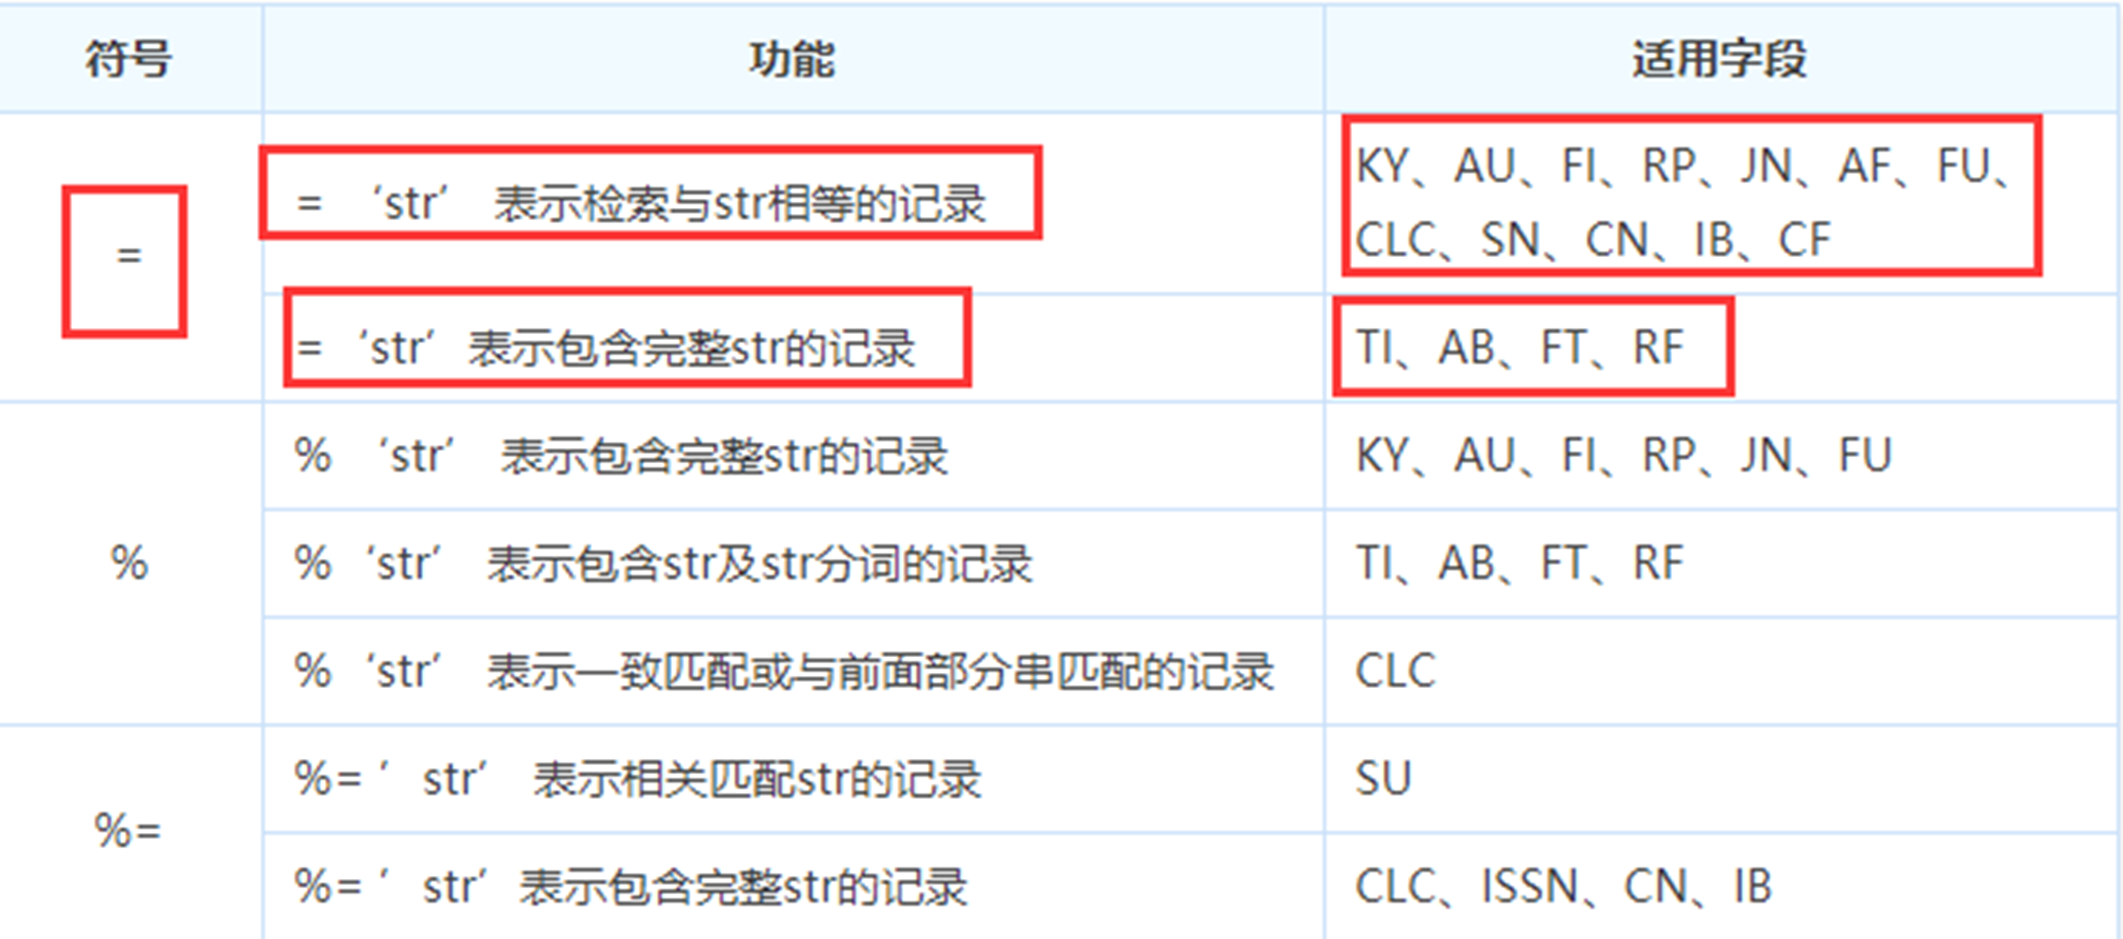 符号 功能 适用字段
= = ‘str’ 表示检索与str相等的记录 KY、AU、FI、RP、JN、AF、FU、
CLC、SN、CN、IB、CF
= ‘str’表示包含完整str的记录 TI、AB、FT、RF
% % ‘str’ 表示包含完整str的记录 KY、AU、FI、RP、JN、FU
% ‘str’ 表示包含str及str分词的记录 TI、AB、FT、RF
% ‘str’ 表示一致匹配或与前面部分串匹配的记录 CLC
%= %= ’ str’ 表示相关匹配str的记录 SU
%= ’ str’ 表示包含完整str的记录 CLC、ISSN、CN、IB